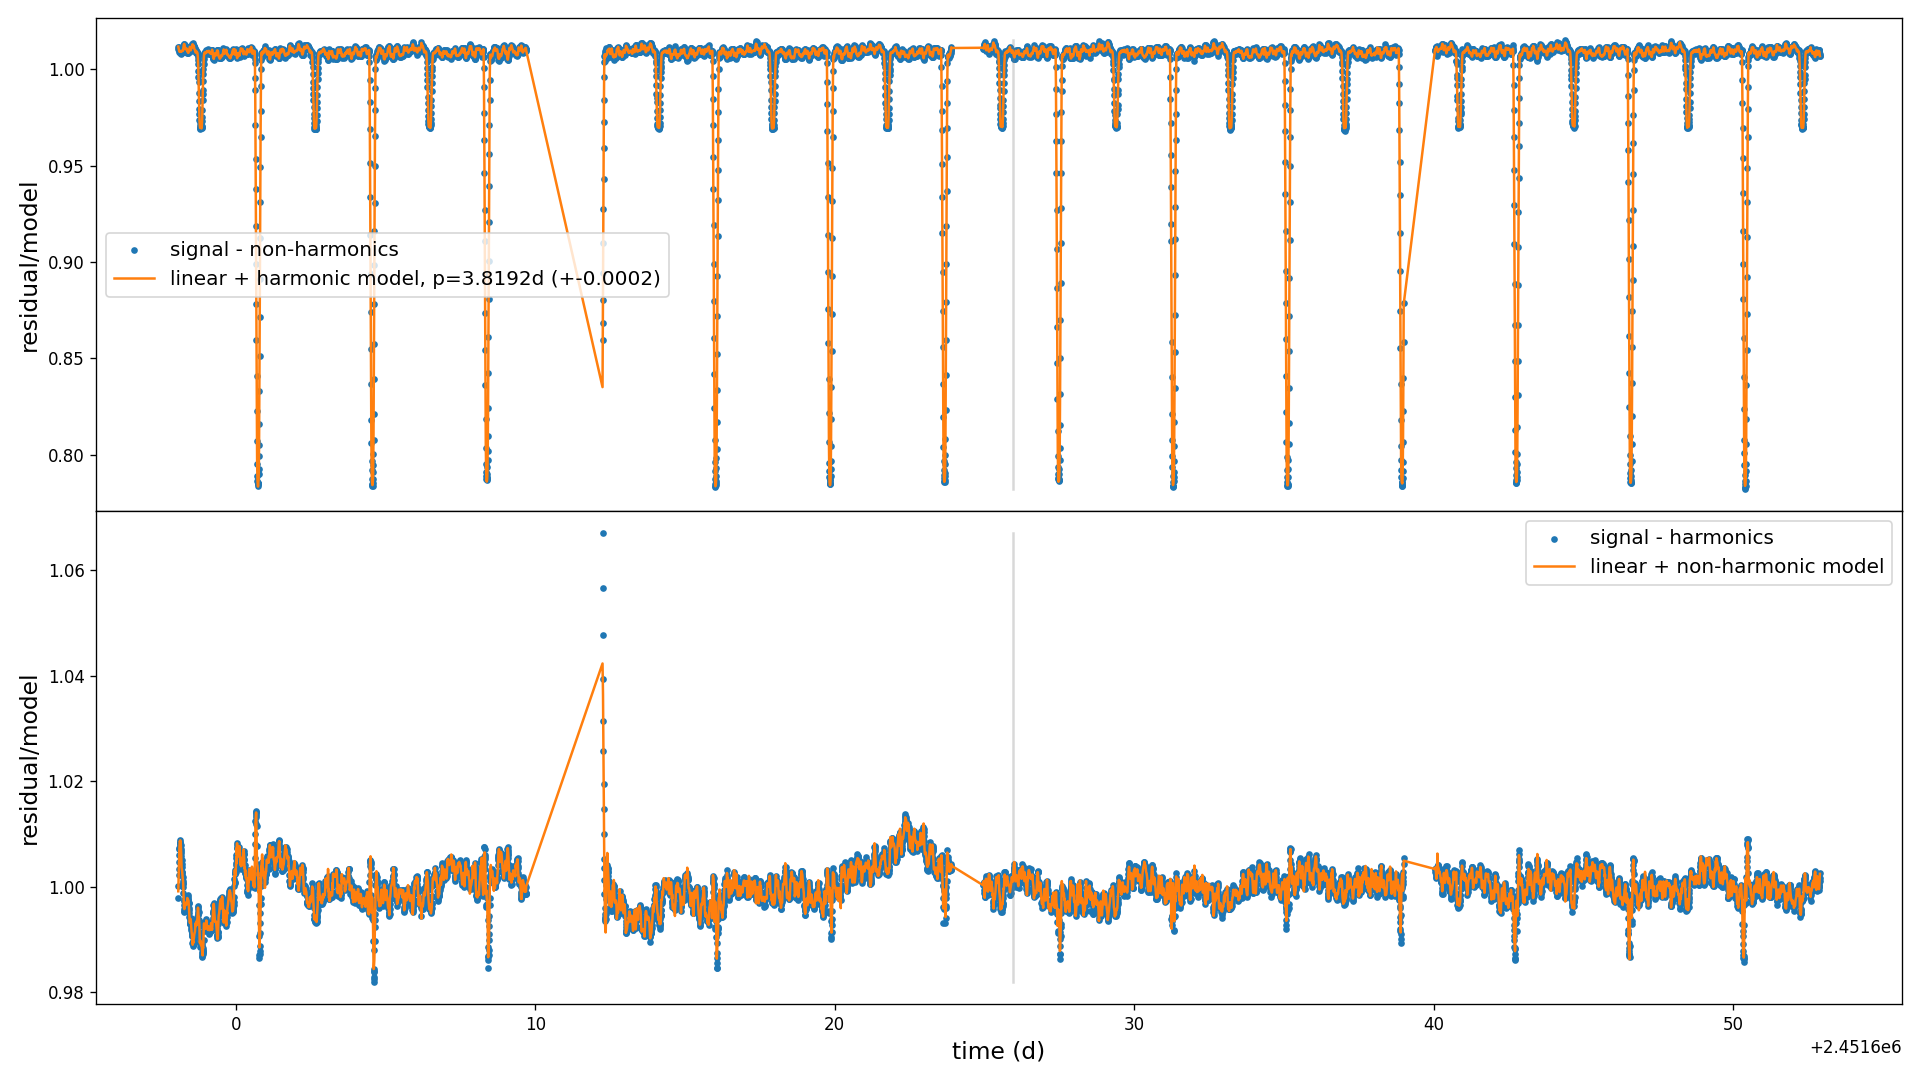 1.00
0.95
0.90
0.85
0.80
residual/model
signal - non-harmonics
linear + harmonic model, p=3.8192d (+-0.0002)
1.06
1.04
1.02
1.00
0.98
residual/model
signal - harmonics
linear + non-harmonic model
0 10 20 30 40 50
time (d)
+2.4516e6